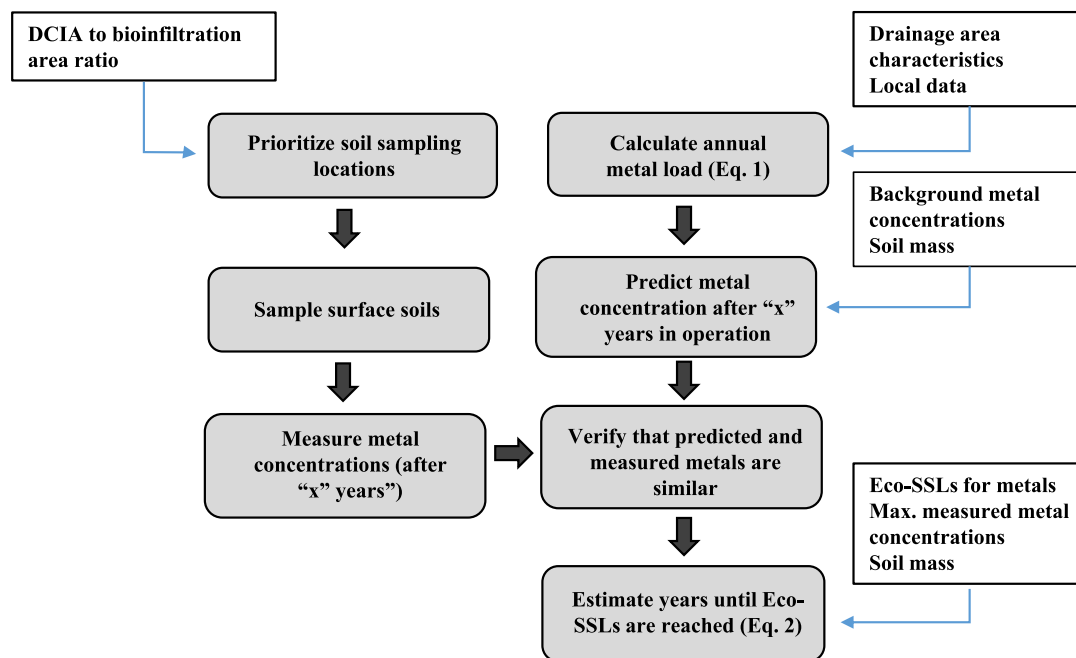 DCIA to bioinfiltration
area ratio
Drainage area
characteristics
Local data
Prioritize soil sampling
locations
Calculate annual
metal load (Eq. 1)
Background metal
concentrations
Soil mass
Sample surface soils
Predict metal
concentration after “x”
years in operation
Measure metal
concentrations (after
“x” years”)
Verify that predicted and
measured metals are
similar
Eco-SSLs for metals
Max. measured metal
concentrations
Soil mass
Estimate years until Eco-
SSLs are reached (Eq. 2)